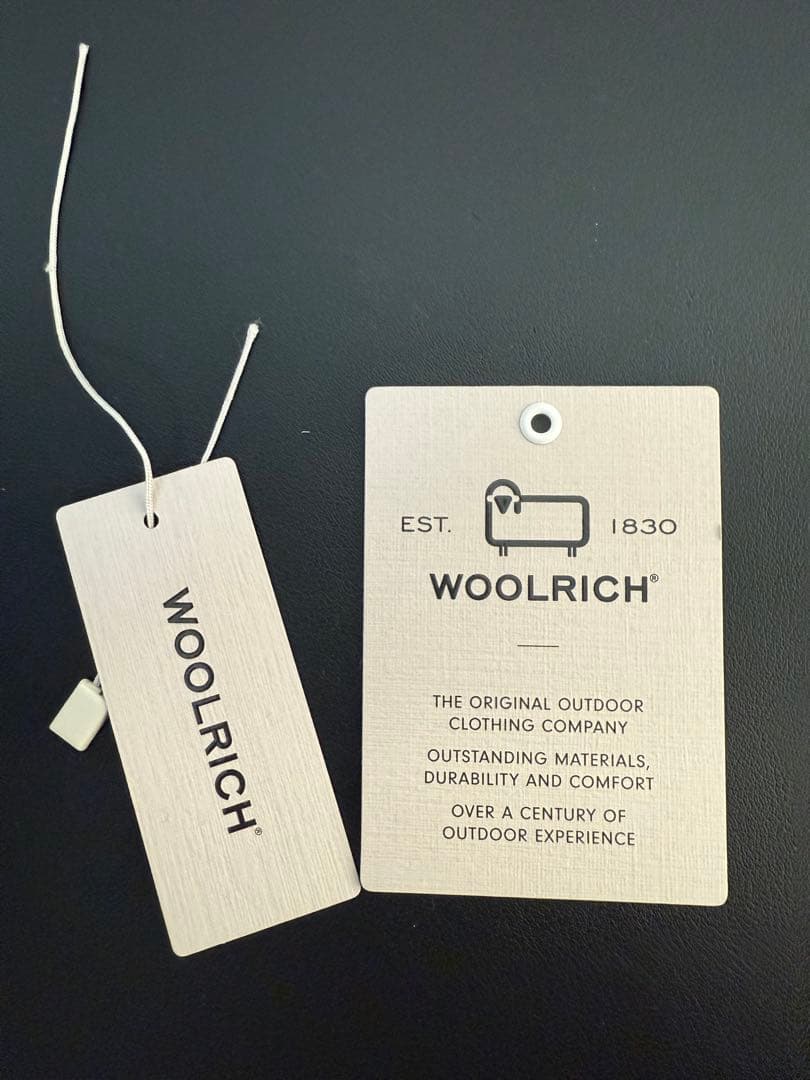 WOOLRICH®
EST. 1830
WOOLRICH®
THE ORIGINAL OUTDOOR
CLOTHING COMPANY
OUTSTANDING MATERIALS,
DURABILITY AND COMFORT
OVER A CENTURY OF
OUTDOOR EXPERIENCE